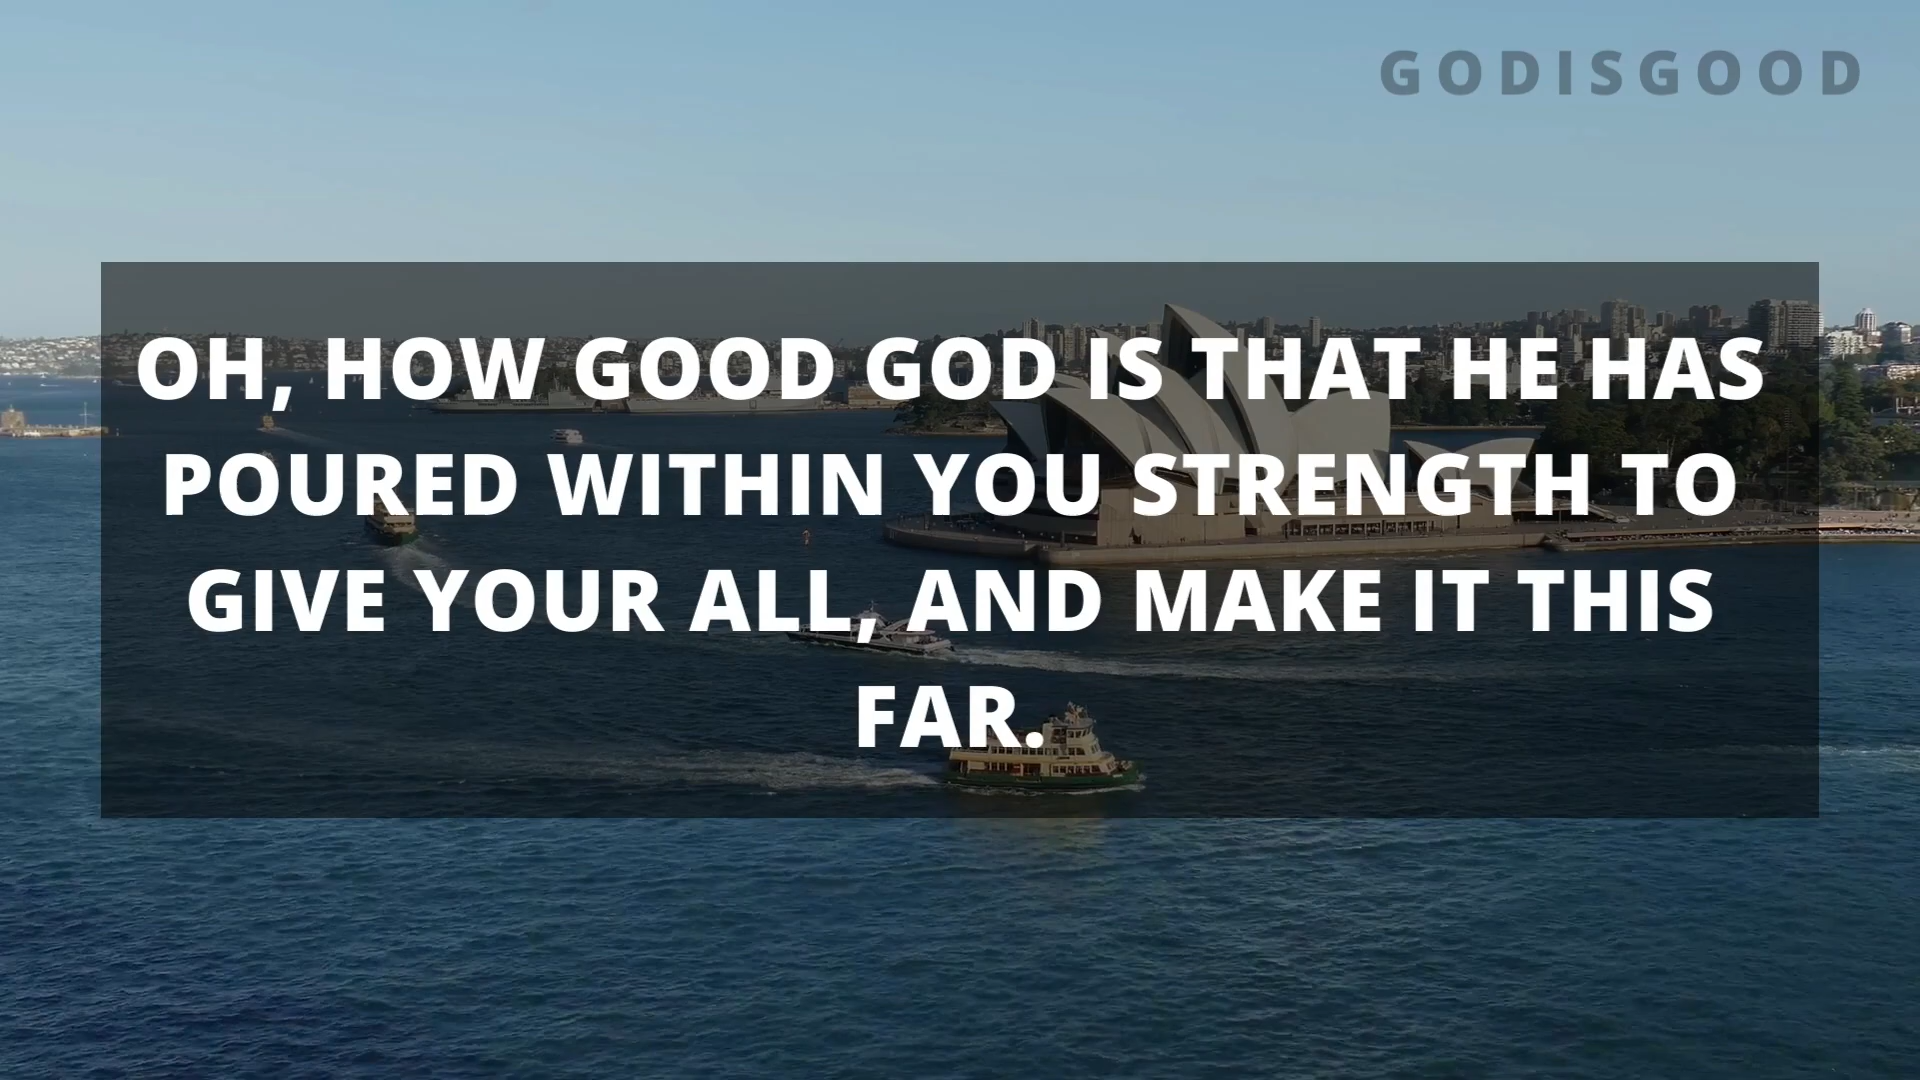 GODISGOOD
OH, HOW GOOD GOD IS THAT HE HAS
POURED WITHIN YOU STRENGTH TO
GIVE YOUR ALL, AND MAKE IT THIS
FAR.